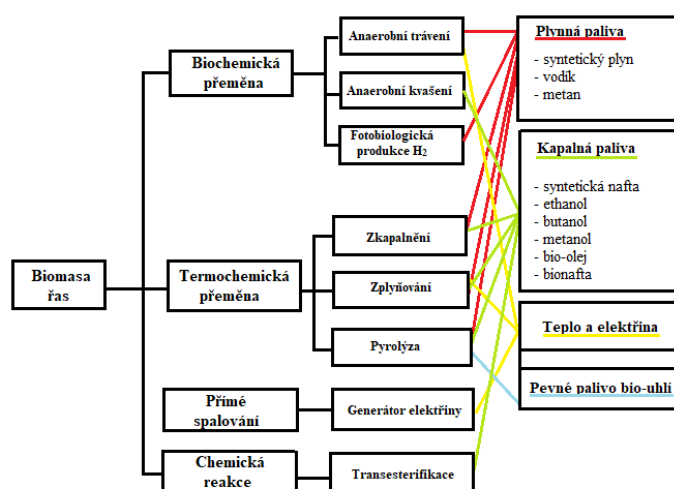 Biomasa
řas
Biochemická
přeměna
Termochemická
přeměna
Přímé
spalování
Chemická
reakce
Anaerobní trávení
Anaerobní kvašení
Fotobiologická
produkce H₂
Zkapalnění
Zplyňování
Pyrolýza
Generátor elektřiny
Transesterifikace
Plynná paliva
- syntetický plyn
- vodík
- metan
Kapalná paliva
- syntetická nafta
- ethanol
- butanol
- metanol
- bio-olej
- bionafta
Teplo a elektřina
Pevné palivo bio-uhlí